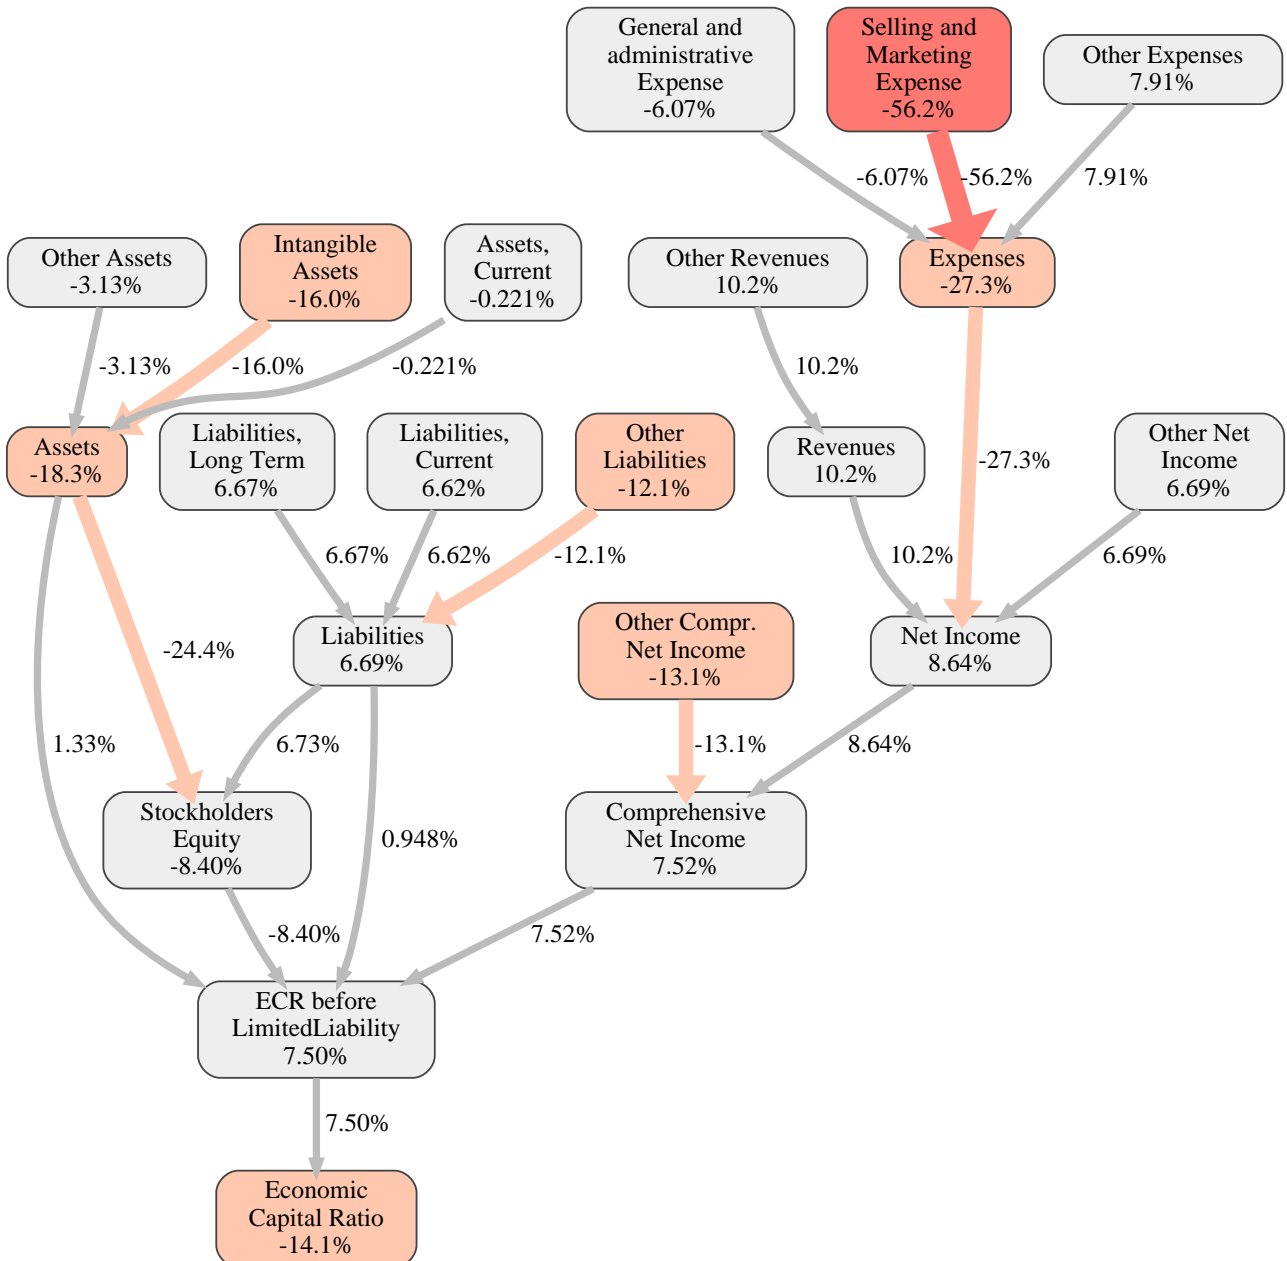 General and
administrative
Expense
-6.07%
Selling and
Marketing
Expense
-56.2%
Other Expenses
7.91%
-6.07%
-56.2%
7.91%
Other Assets
-3.13%
Intangible
Assets
-16.0%
Assets,
Current
-0.221%
Other Revenues
10.2%
Expenses
-27.3%
-3.13%
-16.0%
-0.221%
10.2%
Assets
-18.3%
Liabilities,
Long Term
6.67%
Liabilities,
Current
6.62%
Other
Liabilities
-12.1%
Revenues
10.2%
-27.3%
Other Net
Income
6.69%
6.67%
6.62%
-12.1%
10.2%
6.69%
-24.4%
Liabilities
6.69%
Other Compr.
Net Income
-13.1%
Net Income
8.64%
1.33%
6.73%
-13.1%
8.64%
Stockholders
Equity
-8.40%
0.948%
Comprehensive
Net Income
7.52%
-8.40%
7.52%
ECR before
LimitedLiability
7.50%
7.50%
Economic
Capital Ratio
-14.1%